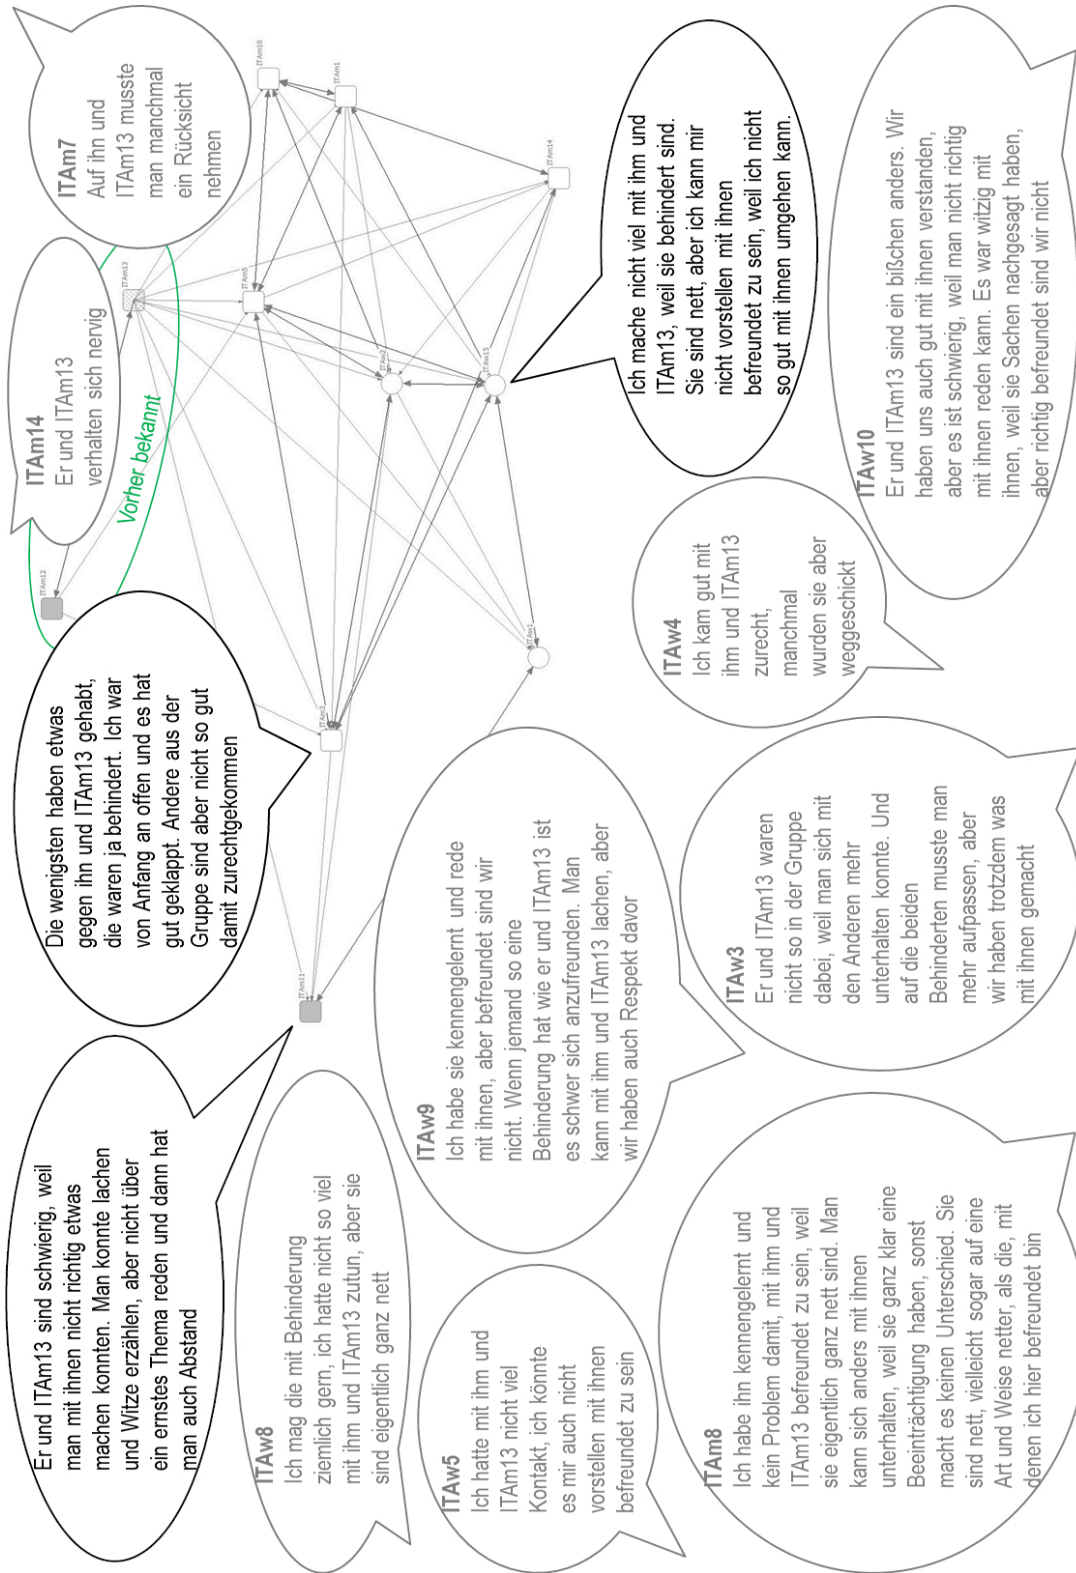 Er und ITAm13 sind schwierig, weil
man mit ihnen nicht richtig etwas
machen konnten. Man konnte lachen
und Witze erzählen, aber nicht über
ein ernstes Thema reden und dann hat
man auch Abstand
Die wenigsten haben etwas
gegen ihn und ITAm13 gehabt,
die waren ja behindert. Ich war
von Anfang an offen und es hat
gut geklappt. Andere aus der
Gruppe sind aber nicht so gut
damit zurechtgekommen
ITAm14
Er und ITAm13
verhalten sich nervig
ITAm7
Auf ihn und
ITAm13 musste
man manchmal
ein Rücksicht
nehmen
Vorher bekannt
ITAm12
ITAm13
ITAm10
ITAm1
ITAm5
ITAm2
ITAm15
ITAm14
ITAm3
ITAw1
ITAm11
ITAw8
Ich mag die mit Behinderung
ziemlich gern, ich hatte nicht so viel
mit ihm und ITAm13 zutun, aber sie
sind eigentlich ganz nett
ITAw9
Ich habe sie kennengelernt und rede
mit ihnen, aber befreundet sind wir
nicht. Wenn jemand so eine
Behinderung hat wie er und ITAm13 ist
es schwer sich anzufreunden. Man
kann mit ihm und ITAm13 lachen, aber
wir haben auch Respekt davor
Ich mache nicht viel mit ihm und
ITAm13, weil sie behindert sind.
Sie sind nett, aber ich kann mir
nicht vorstellen mit ihnen
befreundet zu sein, weil ich nicht
so gut mit ihnen umgehen kann.
ITAw5
Ich hatte mit ihm und
ITAm13 nicht viel
Kontakt, ich könnte
es mir auch nicht
vorstellen mit ihnen
befreundet zu sein
ITAw4
Ich kam gut mit
ihm und ITAm13
zurecht,
manchmal
wurden sie aber
weggeschickt
ITAm8
Ich habe ihn kennengelernt und
kein Problem damit, mit ihm und
ITAm13 befreundet zu sein, weil
sie eigentlich ganz nett sind. Man
kann sich anders mit ihnen
unterhalten, weil sie ganz klar eine
Beeinträchtigung haben, sonst
macht es keinen Unterschied. Sie
sind nett, vielleicht sogar auf eine
Art und Weise netter, als die, mit
denen ich hier befreundet bin
ITAw3
Er und ITAm13 waren
nicht so in der Gruppe
dabei, weil man sich mit
den Anderen mehr
unterhalten konnte. Und
auf die beiden
Behinderten musste man
mehr aufpassen, aber
wir haben trotzdem was
mit ihnen gemacht
ITAw10
Er und ITAm13 sind ein bißchen anders. Wir
haben uns auch gut mit ihnen verstanden,
aber es ist schwierig, weil man nicht richtig
mit ihnen reden kann. Es war witzig mit
ihnen, weil sie Sachen nachgesagt haben,
aber richtig befreundet sind wir nicht